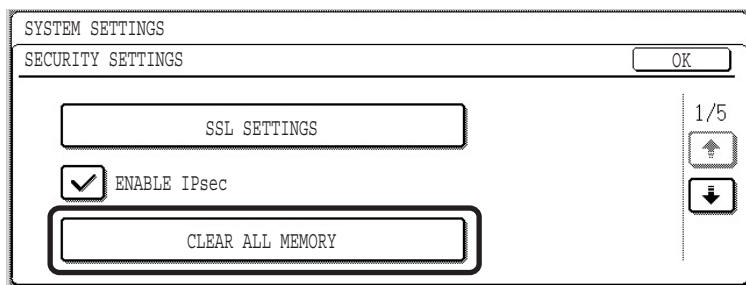 SYSTEM SETTINGS
SECURITY SETTINGS OK
SSL SETTINGS 1/5
ENABLE IPsec
CLEAR ALL MEMORY